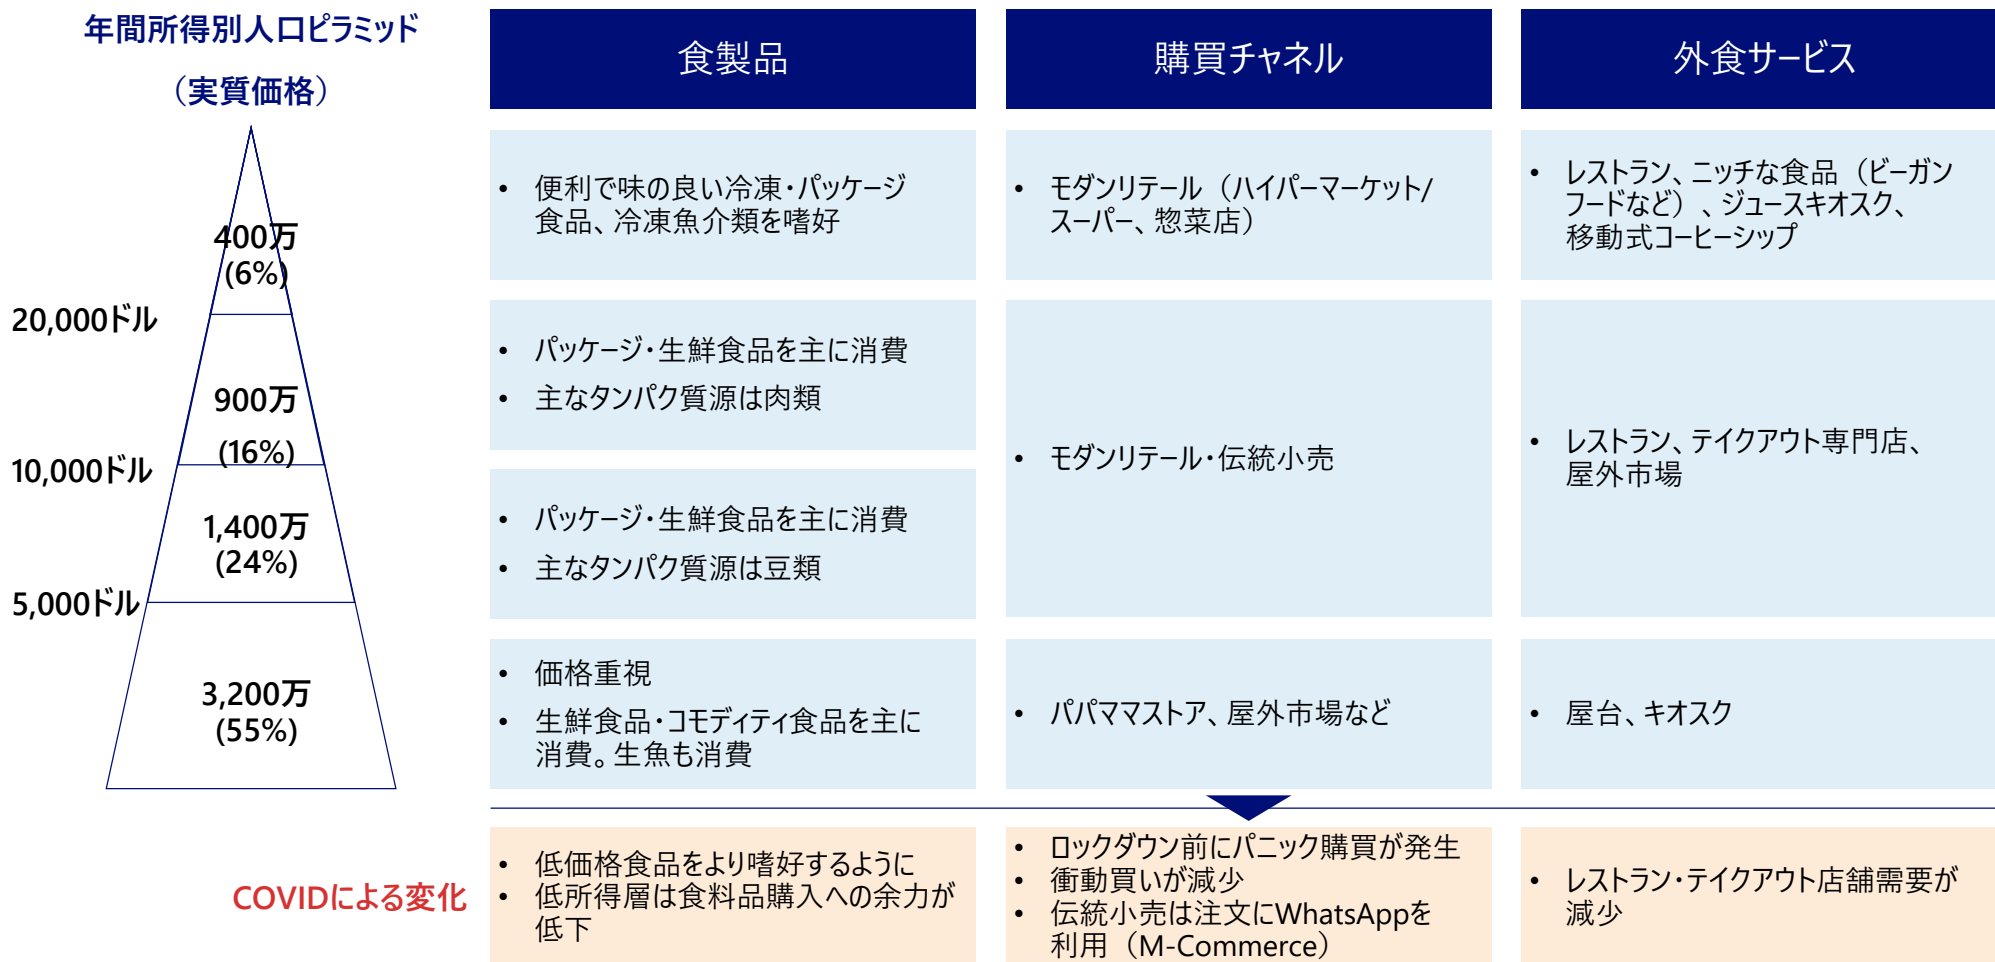 年間所得別人口ピラミッド
（実質価格）
食製品
購買チャネル
外食サービス
400万
(6%)
20,000ドル
900万
(16%)
10,000ドル
1,400万
(24%)
5,000ドル
3,200万
(55%)
• 便利で味の良い冷凍・パッケージ
食品、冷凍魚介類を嗜好
• モダンリテール（ハイパーマーケット/
スーパー、惣菜店）
• レストラン、ニッチな食品（ビーガン
フードなど）、ジュースキオスク、
移動式コーヒーシップ
• パッケージ・生鮮食品を主に消費
• 主なタンパク質源は肉類
• パッケージ・生鮮食品を主に消費
• 主なタンパク質源は豆類
• モダンリテール・伝統小売
• レストラン、テイクアウト専門店、
屋外市場
• 価格重視
• 生鮮食品・コモディティ食品を主に
消費。生魚も消費
• パパママストア、屋外市場など
• 屋台、キオスク
COVIDによる変化
• 低価格食品をより嗜好するように
• 低所得層は食料品購入への余力が
低下
• ロックダウン前にパニック購買が発生
• 衝動買いが減少
• 伝統小売は注文にWhatsAppを
利用（M-Commerce）
• レストラン・テイクアウト店舗需要が
減少